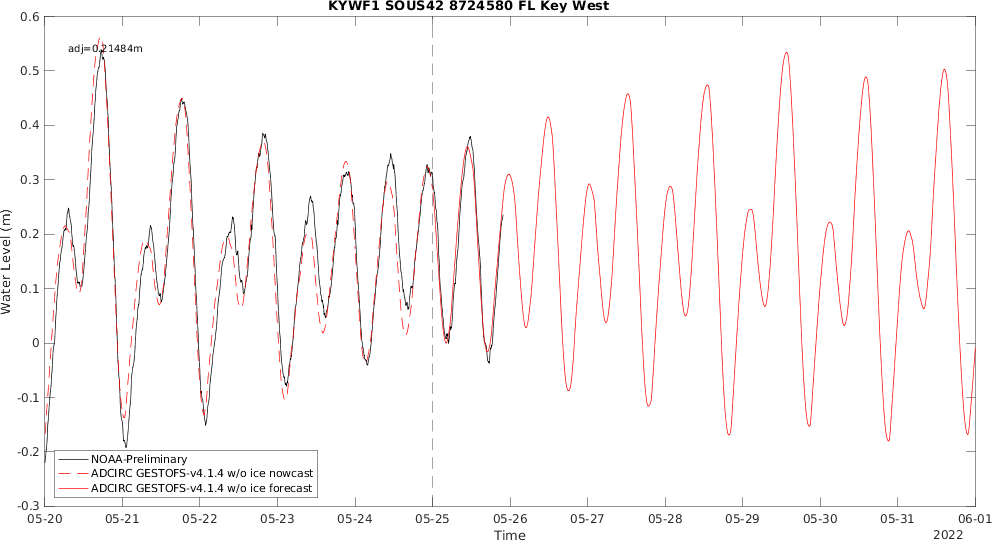 KYWF1 SOUS42 8724580 FL Key West
adj=0.21484m
Water Level (m)
0.6
0.5
0.4
0.3
0.2
0.1
0
-0.1
-0.2
-0.3
NOAA-Preliminary
ADCIRC GESTOFS-v4.1.4 w/o ice nowcast
ADCIRC GESTOFS-v4.1.4 w/o ice forecast
05-20 05-21 05-22 05-23 05-24 05-25 05-26 05-27 05-28 05-29 05-30 05-31 06-01
Time
2022